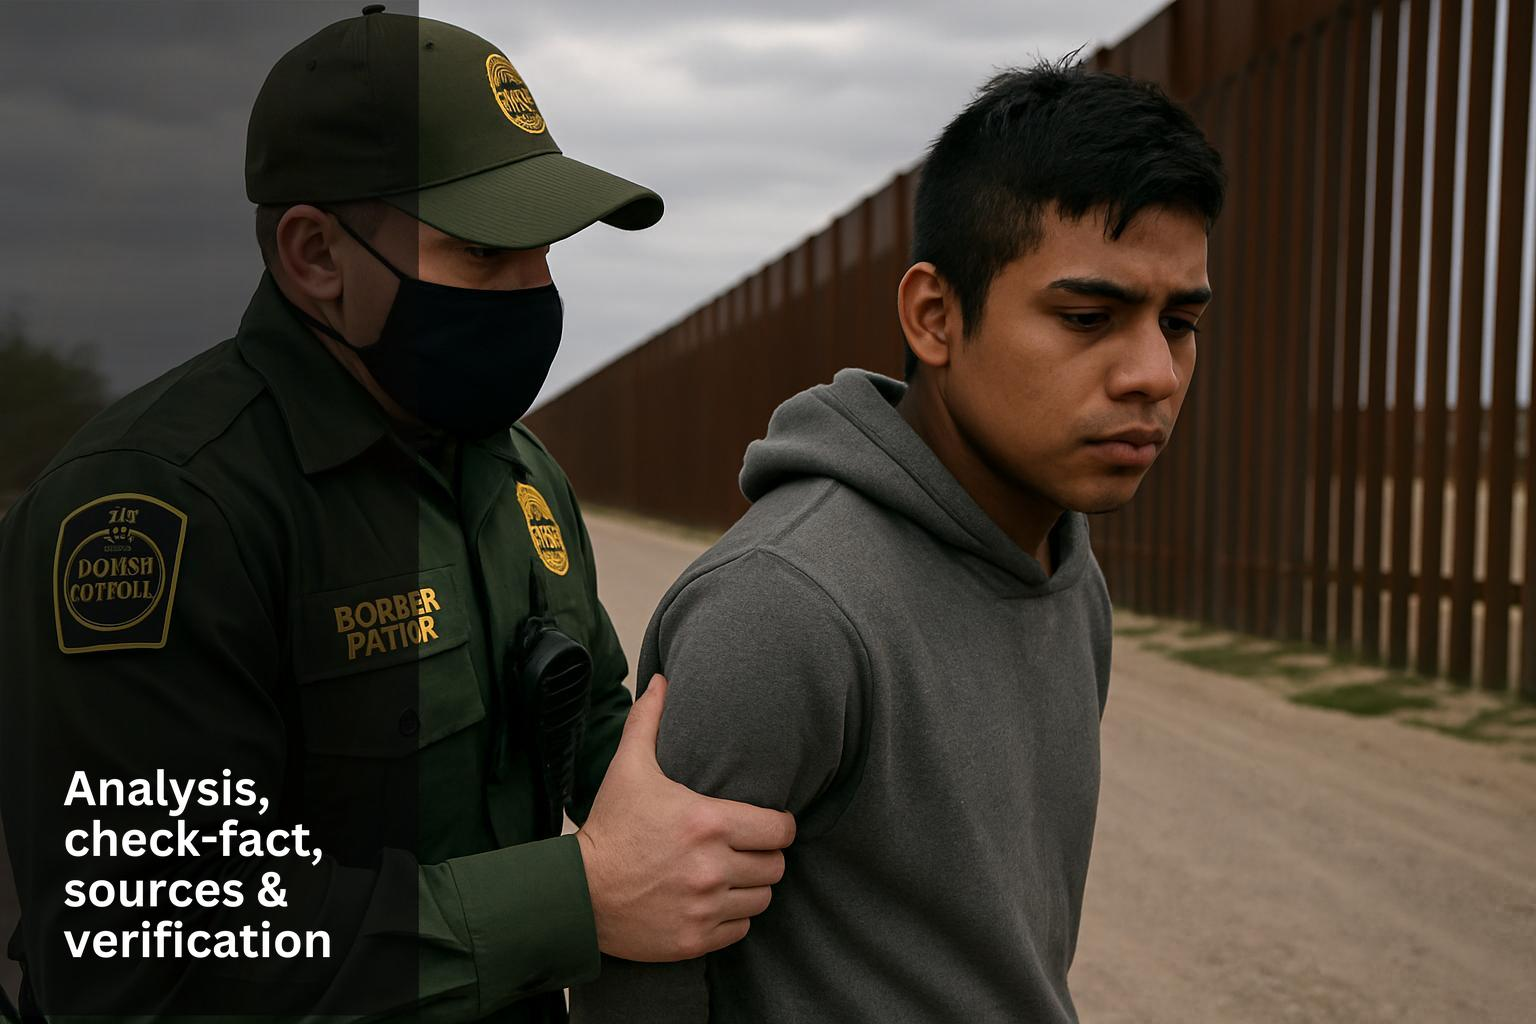 DOMSH
COTFOLL
BORBER
PATIOR
Analysis,
check-fact,
sources &
verification